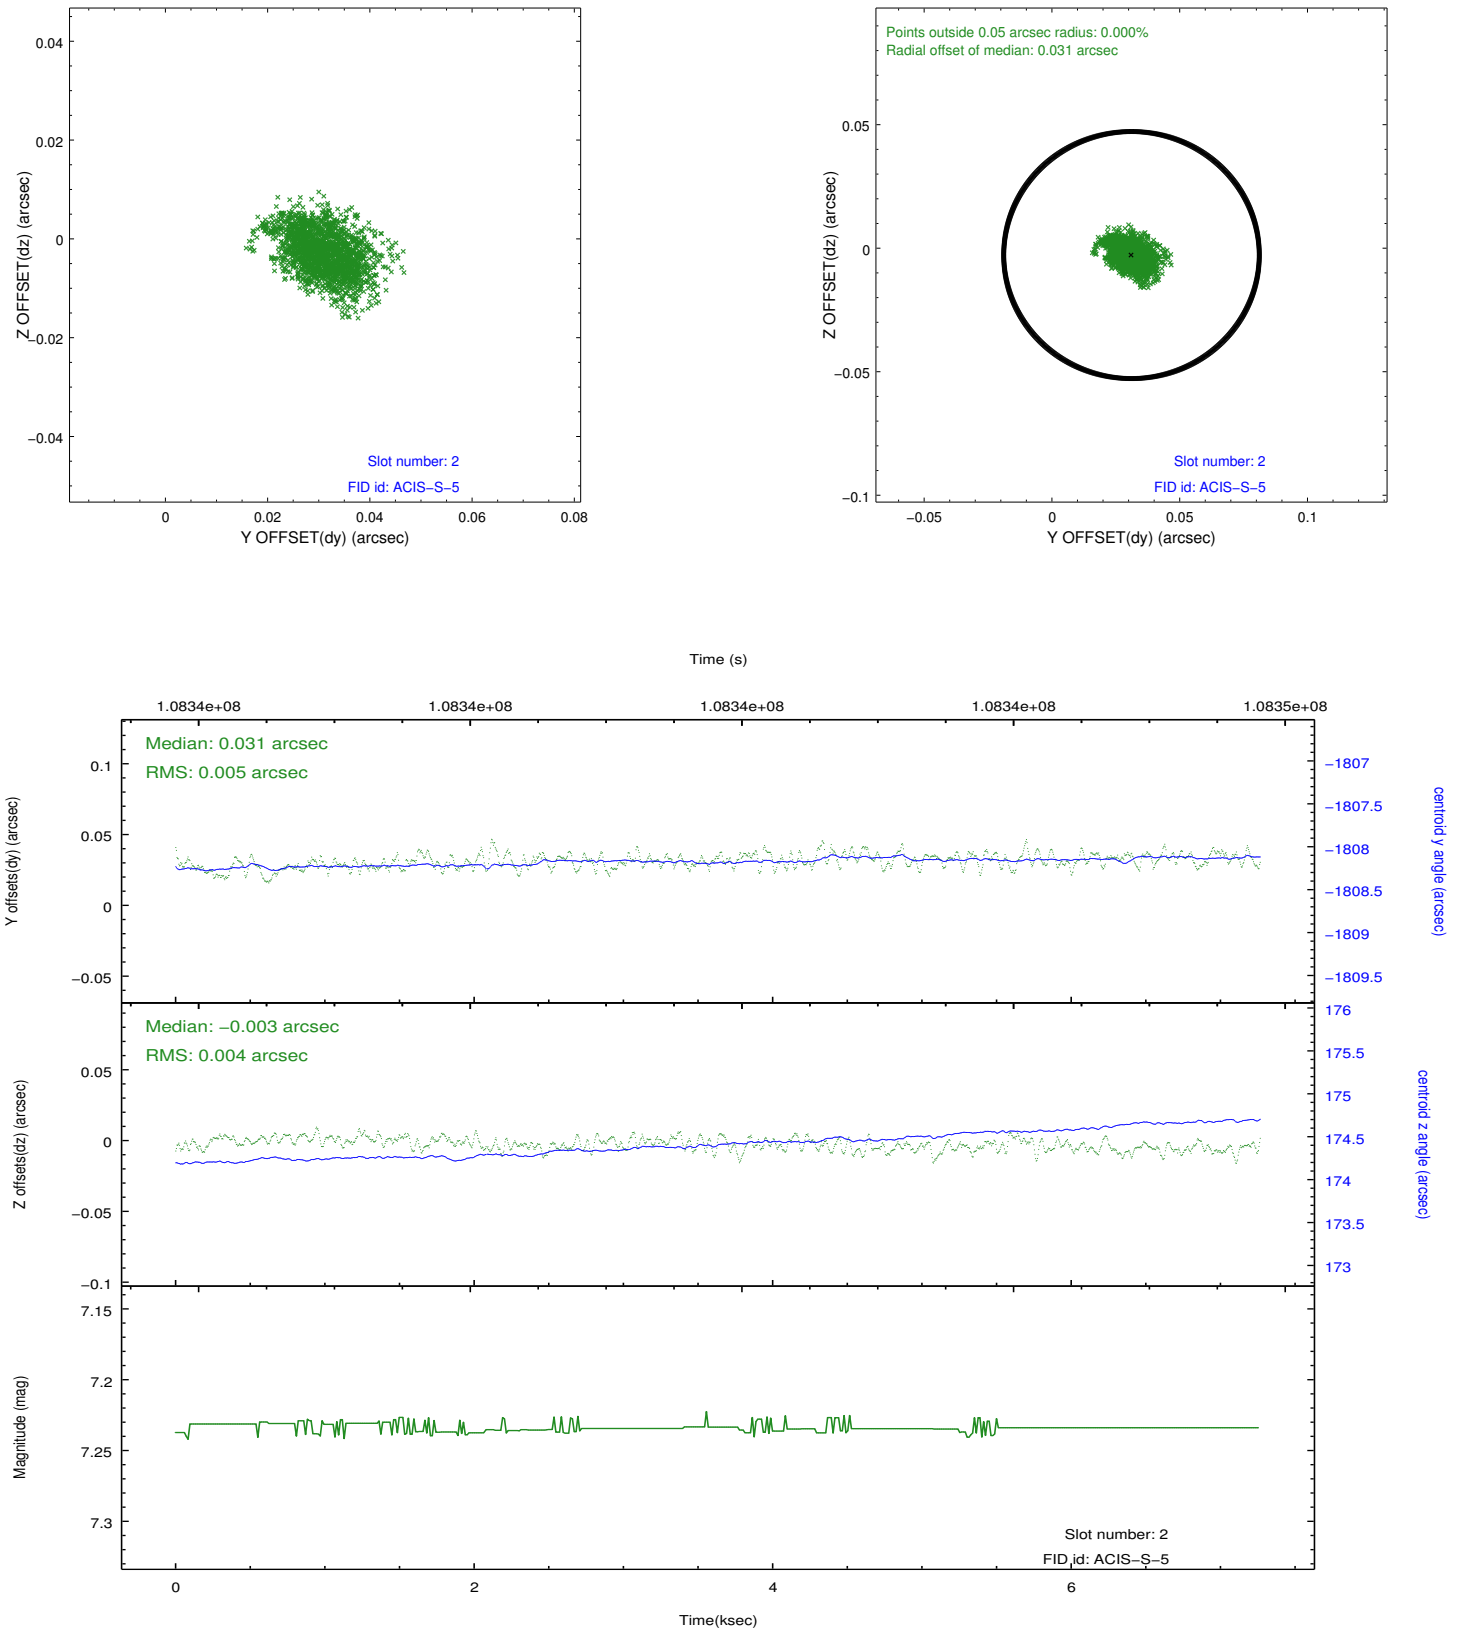 0.04
0.02
0
−0.02
−0.04
Z OFFSET(dz) (arcsec)
Slot number: 2
FID id: ACIS−S−5
0 0.02 0.04 0.06 0.08
Y OFFSET(dy) (arcsec)
Points outside 0.05 arcsec radius: 0.000%
Radial offset of median: 0.031 arcsec
0.05
0
−0.05
−0.1
Z OFFSET(dz) (arcsec)
Slot number: 2
FID id: ACIS−S−5
−0.05 0 0.05 0.1
Y OFFSET(dy) (arcsec)
Time (s)
1.0834e+08 1.0834e+08 1.0834e+08 1.0834e+08 1.0835e+08
Median: 0.031 arcsec
RMS: 0.005 arcsec
0.1
0.05
0
−0.05
Y offsets(dy) (arcsec)
−1807
−1807.5
−1808
−1808.5
−1809
−1809.5
centroid y angle (arcsec)
Median: −0.003 arcsec
RMS: 0.004 arcsec
0.05
0
−0.05
−0.1
Z offsets(dz) (arcsec)
176
175.5
175
174.5
174
173.5
173
centroid z angle (arcsec)
7.15
7.2
7.25
7.3
Magnitude (mag)
Slot number: 2
FID id: ACIS−S−5
0 2 4 6
Time(ksec)